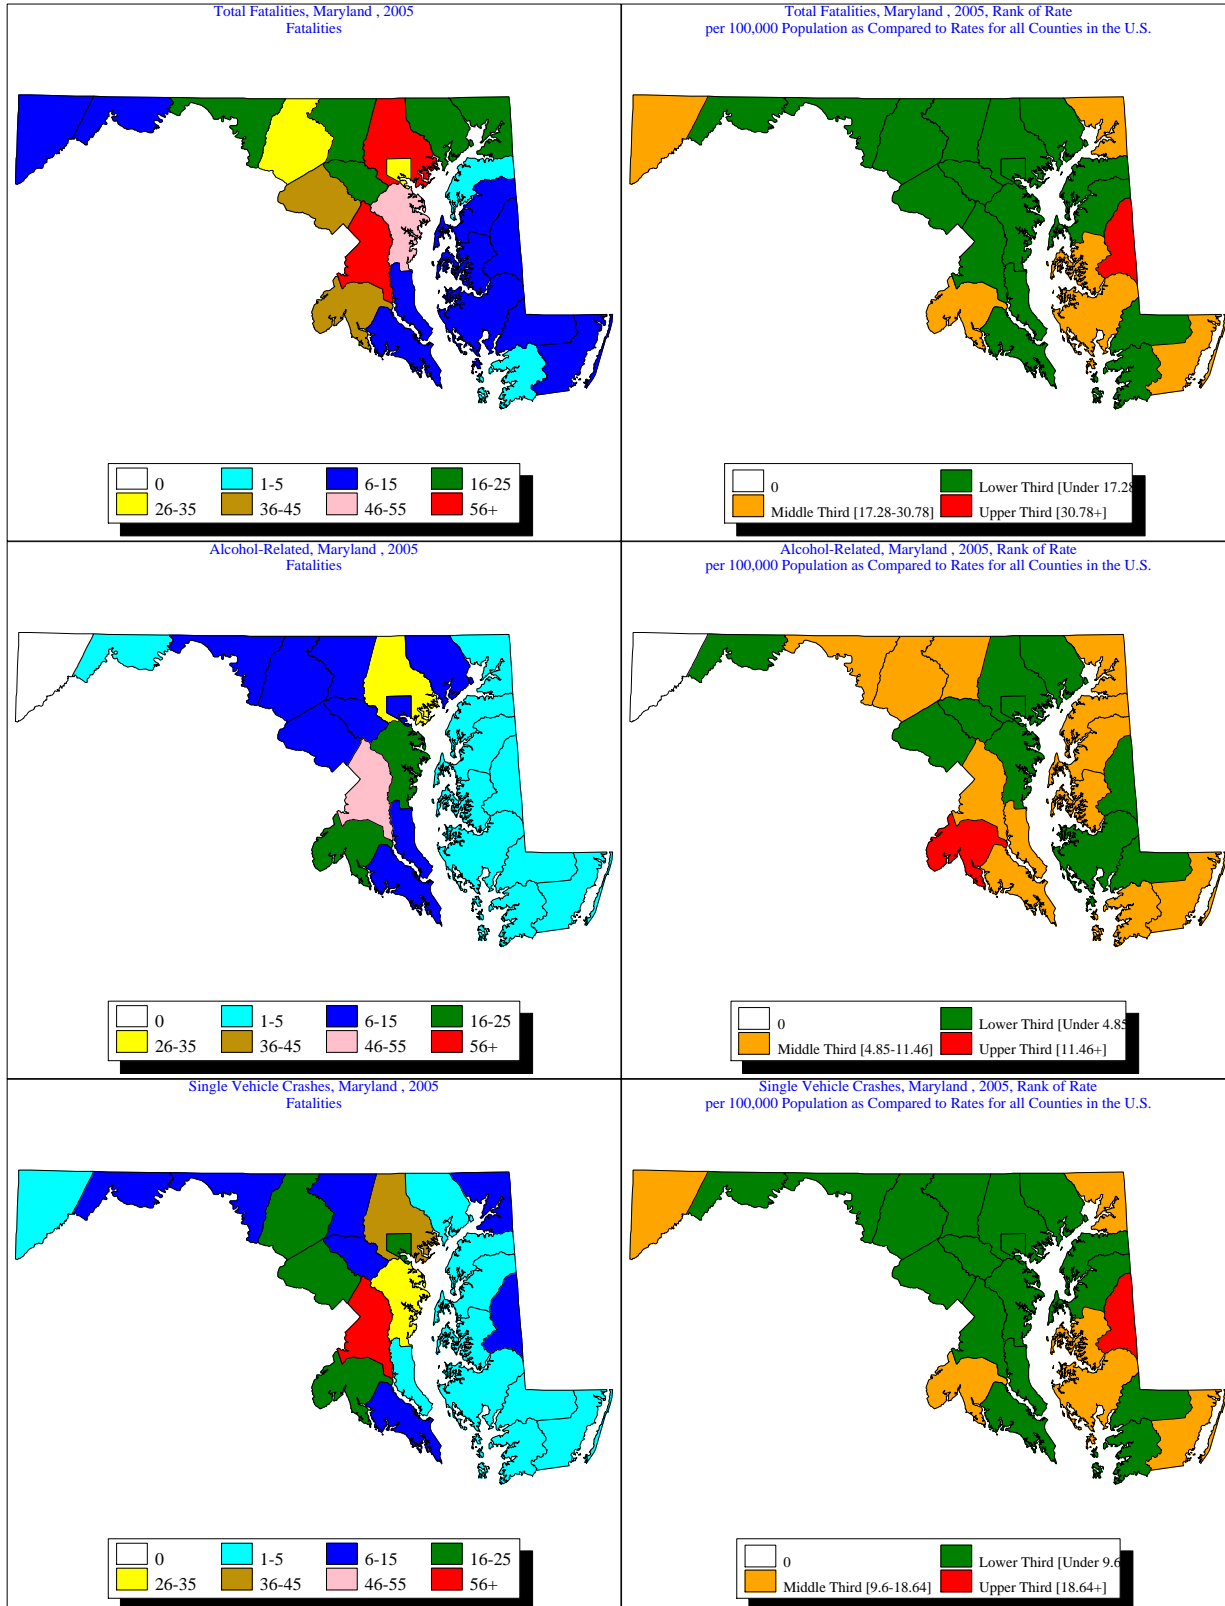 Total Fatalities, Maryland , 2005
Fatalities
0
1-5
6-15
16-25
26-35
36-45
46-55
56+
Total Fatalities, Maryland , 2005, Rank of Rate
per 100,000 Population as Compared to Rates for all Counties in the U.S.
0
Lower Third [Under 17.28
Middle Third [17.28-30.78]
Upper Third [30.78+]
Alcohol-Related, Maryland , 2005
Fatalities
0
1-5
6-15
16-25
26-35
36-45
46-55
56+
Alcohol-Related, Maryland , 2005, Rank of Rate
per 100,000 Population as Compared to Rates for all Counties in the U.S.
0
Lower Third [Under 4.85
Middle Third [4.85-11.46]
Upper Third [11.46+]
Single Vehicle Crashes, Maryland , 2005
Fatalities
0
1-5
6-15
16-25
26-35
36-45
46-55
56+
Single Vehicle Crashes, Maryland , 2005, Rank of Rate
per 100,000 Population as Compared to Rates for all Counties in the U.S.
0
Lower Third [Under 9.6
Middle Third [9.6-18.64]
Upper Third [18.64+]